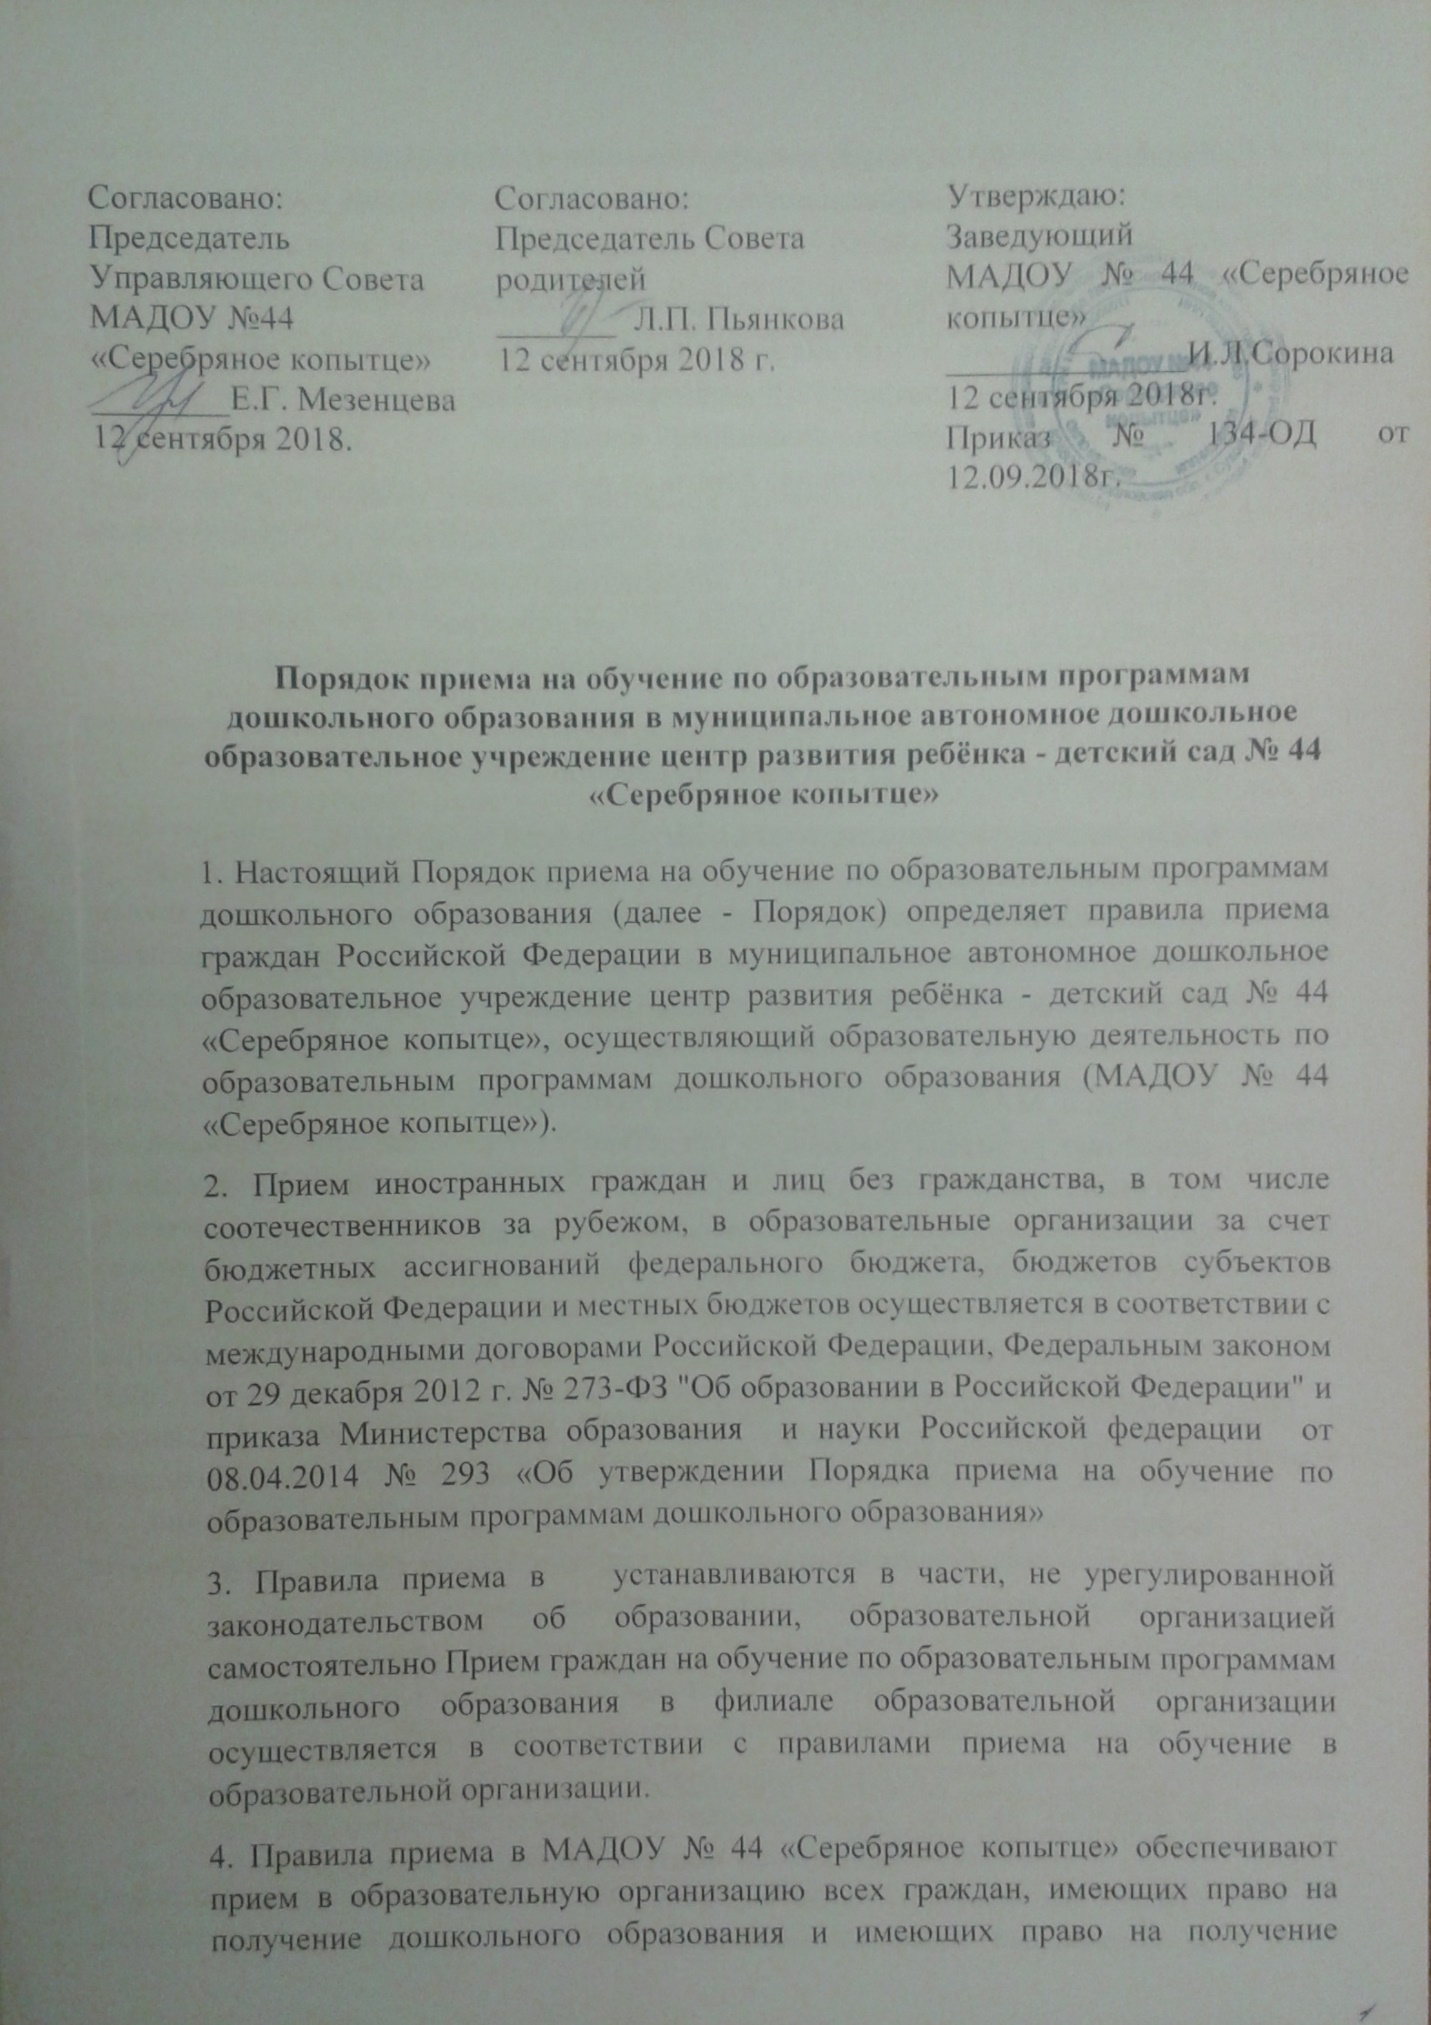 Согласовано:
Председатель
Управляющего Совета
МАДОУ №44
«Серебряное копытце»
________Е.Г. Мезенцева
12 сентября 2018.
Согласовано:
Председатель Совета
родителей
_______ Л.П. Пьянкова
12 сентября 2018 г.
Утверждаю:
Заведующий
МАДОУ № 44 «Серебряное
копытце»
______________И.Л.Сорокина
12 сентября 2018г.
Приказ № 134-ОД от
12.09.2018г.
Порядок приема на обучение по образовательным программам
дошкольного образования в муниципальное автономное дошкольное
образовательное учреждение центр развития ребёнка - детский сад № 44
«Серебряное копытце»
1. Настоящий Порядок приема на обучение по образовательным программам
дошкольного образования (далее - Порядок) определяет правила приема
граждан Российской Федерации в муниципальное автономное дошкольное
образовательное учреждение центр развития ребёнка - детский сад № 44
«Серебряное копытце», осуществляющий образовательную деятельность по
образовательным программам дошкольного образования (МАДОУ № 44
«Серебряное копытце»).
2. Прием иностранных граждан и лиц без гражданства, в том числе
соотечественников за рубежом, в образовательные организации за счет
бюджетных ассигнований федерального бюджета, бюджетов субъектов
Российской Федерации и местных бюджетов осуществляется в соответствии с
международными договорами Российской Федерации, Федеральным законом
от 29 декабря 2012 г. № 273-ФЗ "Об образовании в Российской Федерации" и
приказа Министерства образования и науки Российской федерации от
08.04.2014 № 293 «Об утверждении Порядка приема на обучение по
образовательным программам дошкольного образования»
3. Правила приема в устанавливаются в части, не урегулированной
законодательством об образовании, образовательной организацией
самостоятельно Прием граждан на обучение по образовательным программам
дошкольного образования в филиале образовательной организации
осуществляется в соответствии с правилами приема на обучение в
образовательной организации.
4. Правила приема в МАДОУ № 44 «Серебряное копытце» обеспечивают
прием в образовательную организацию всех граждан, имеющих право на
получение дошкольного образования и имеющих право на получение